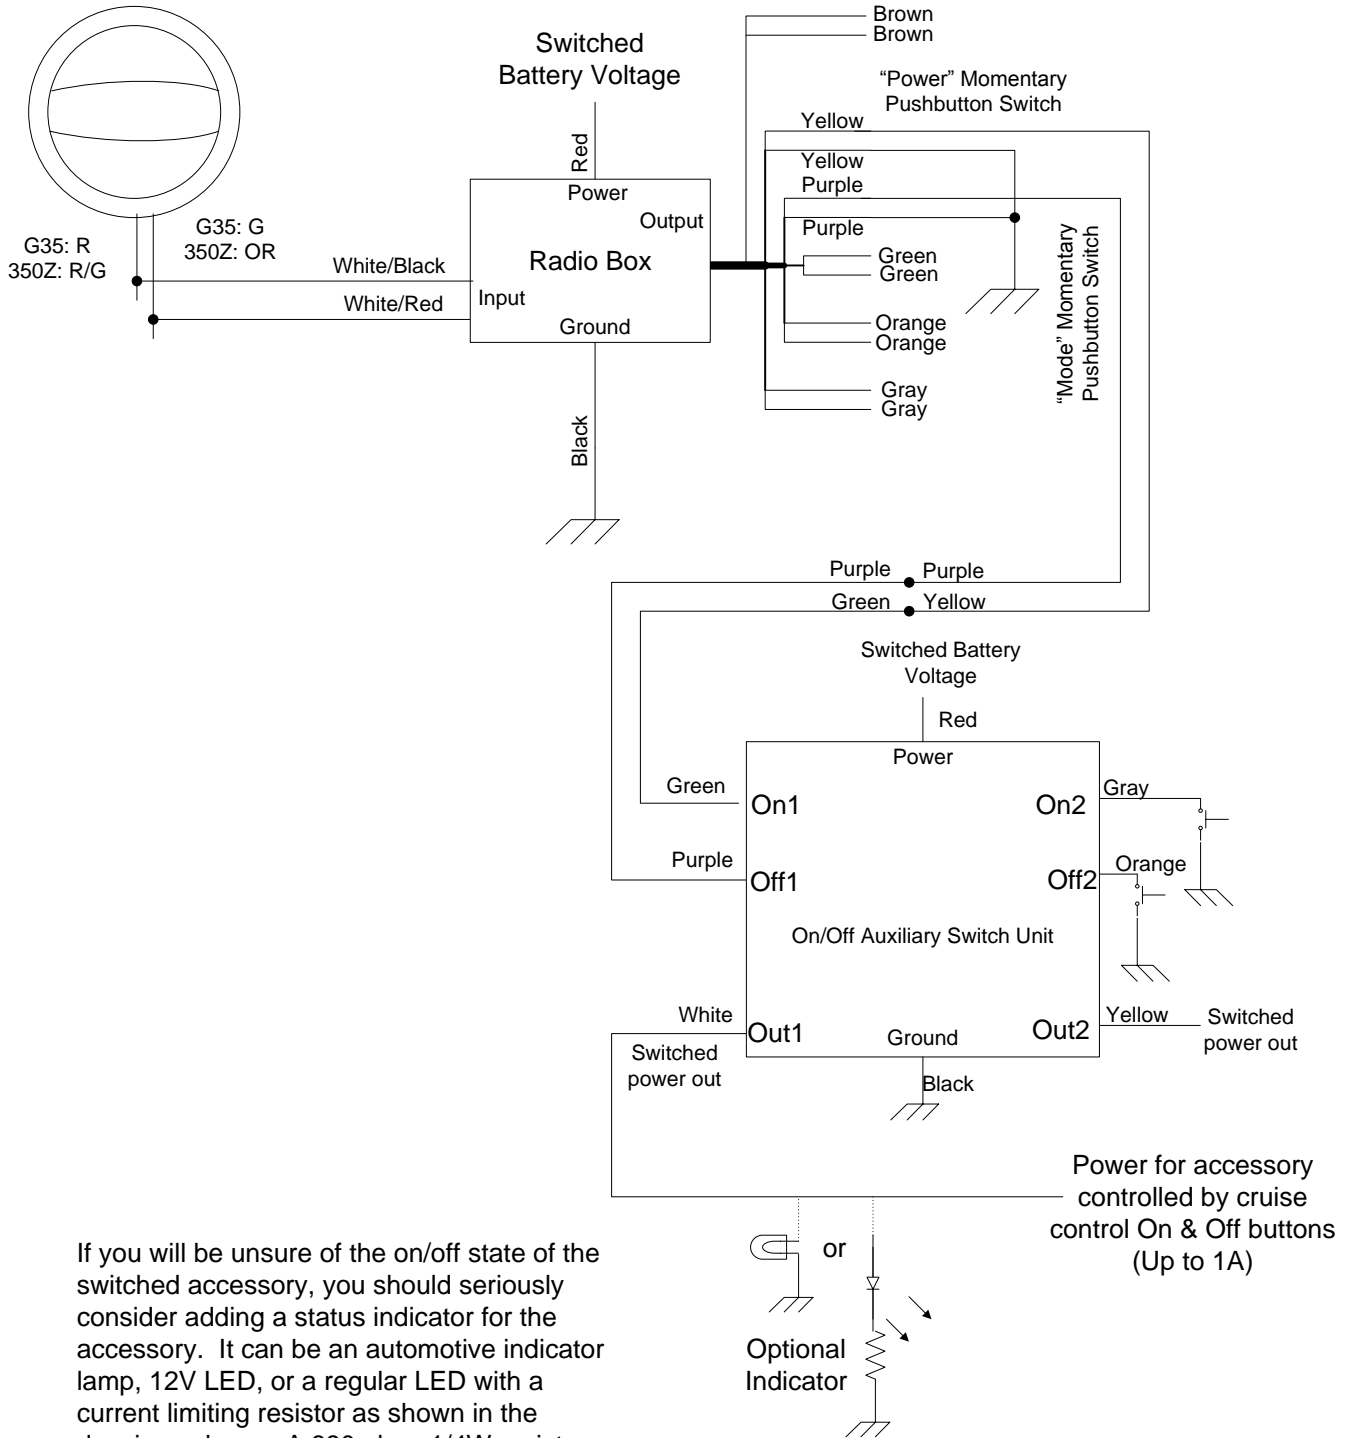 Brown
Brown
Switched
Battery Voltage
"Power" Momentary
Pushbutton Switch
Yellow
Red
Yellow
Purple
Power
Output
G35: G
350Z: OR
G35: R
350Z: R/G
Purple
"Mode" Momentary
Pushbutton Switch
White/Black
Radio Box
Green
Green
White/Red
Input
Ground
Orange
Orange
Gray
Gray
Black
Purple
Purple
Green
Yellow
Switched Battery
Voltage
Red
Power
Green
On1
On2
Gray
Purple
Off1
Off2
Orange
On/Off Auxiliary Switch Unit
White
Out1
Ground
Out2
Yellow
Switched
power out
Switched
power out
Black
Power for accessory
controlled by cruise
control On & Off buttons
(Up to 1A)
or
Optional
Indicator
If you will be unsure of the on/off state of the
switched accessory, you should seriously
consider adding a status indicator for the
accessory. It can be an automotive indicator
lamp, 12V LED, or a regular LED with a
current limiting resistor as shown in the